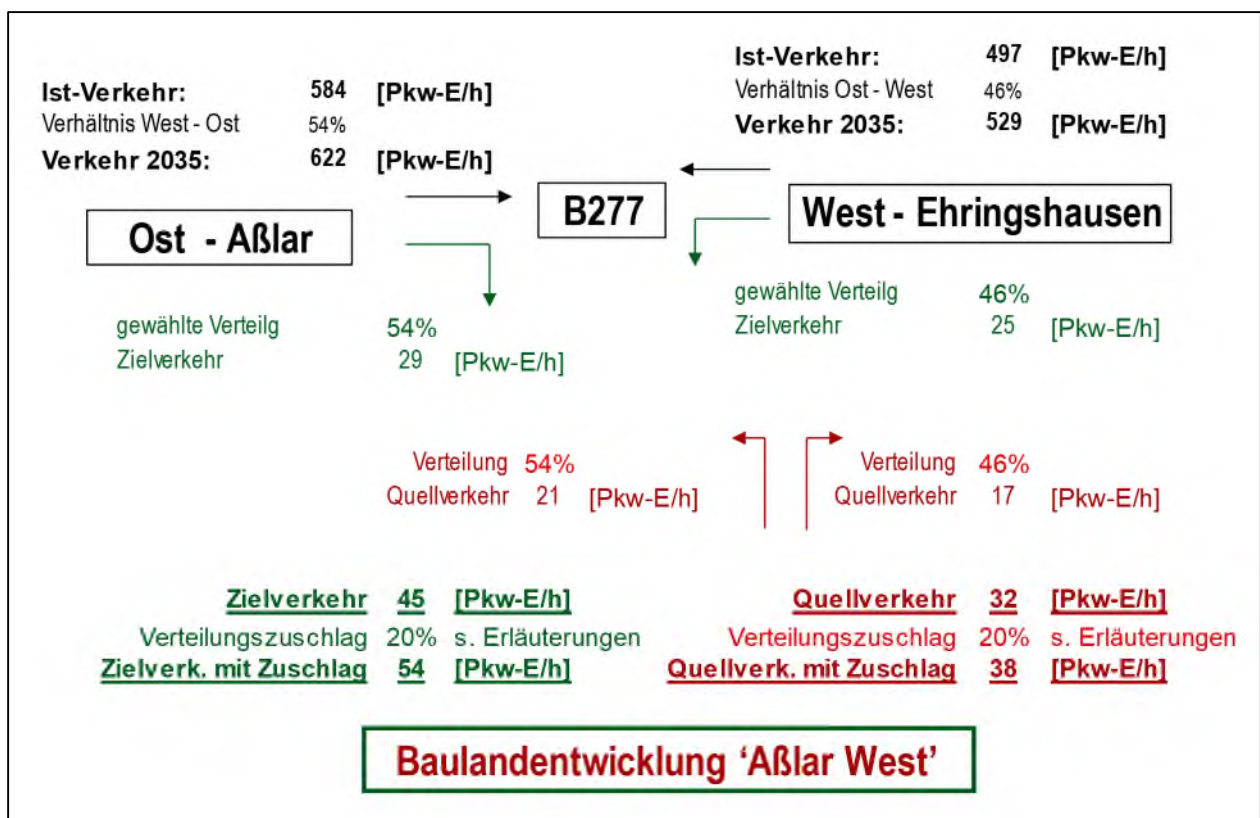 Ist-Verkehr: 584 [Pkw-E/h]
Verhältnis West - Ost 54%
Verkehr 2035: 622 [Pkw-E/h]
Ist-Verkehr: 497 [Pkw-E/h]
Verhältnis Ost - West 46%
Verkehr 2035: 529 [Pkw-E/h]
Ost - Aßlar
B277
West - Ehringshausen
gewählte Verteilg 54%
Zielverkehr 29 [Pkw-E/h]
gewählte Verteilg 46%
Zielverkehr 25 [Pkw-E/h]
Verteilung 54%
Quellverkehr 21 [Pkw-E/h]
Verteilung 46%
Quellverkehr 17 [Pkw-E/h]
Zielverkehr 45 [Pkw-E/h]
Verteilungszuschlag 20% s. Erläuterungen
Zielverk. mit Zuschlag 54 [Pkw-E/h]
Quellverkehr 32 [Pkw-E/h]
Verteilungszuschlag 20% s. Erläuterungen
Quellverk. mit Zuschlag 38 [Pkw-E/h]
Baulandentwicklung ‘Aßlar West’